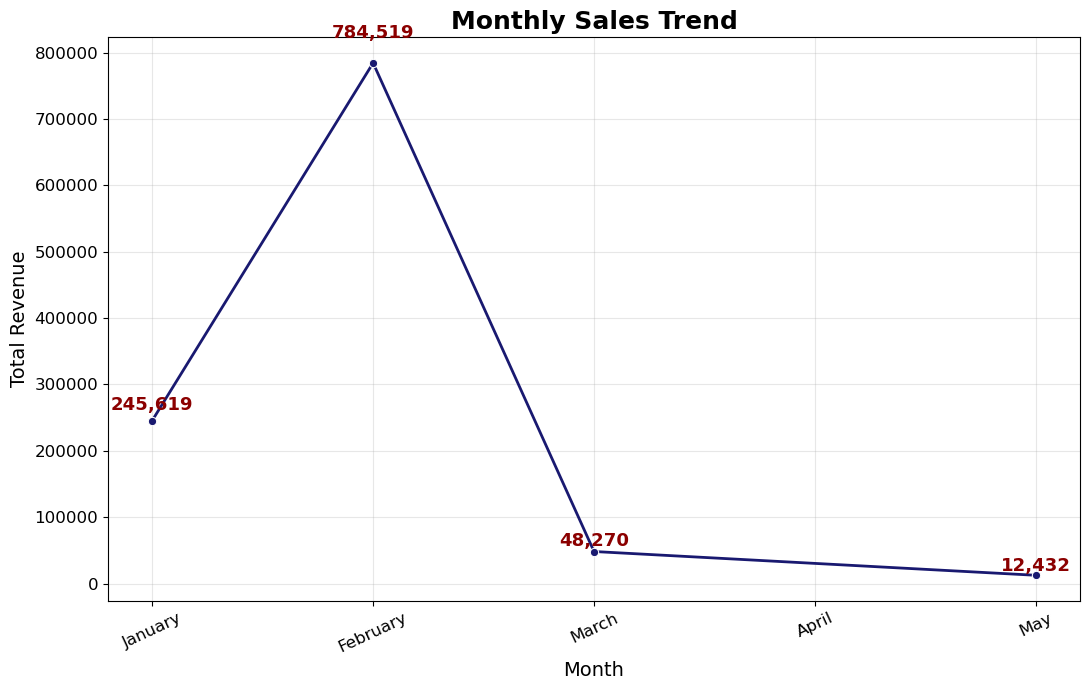 Monthly Sales Trend
784,519
800000
700000
600000
500000
400000
300000
200000
100000
0
Total Revenue
245,619
48,270
12,432
January
February
March
April
May
Month